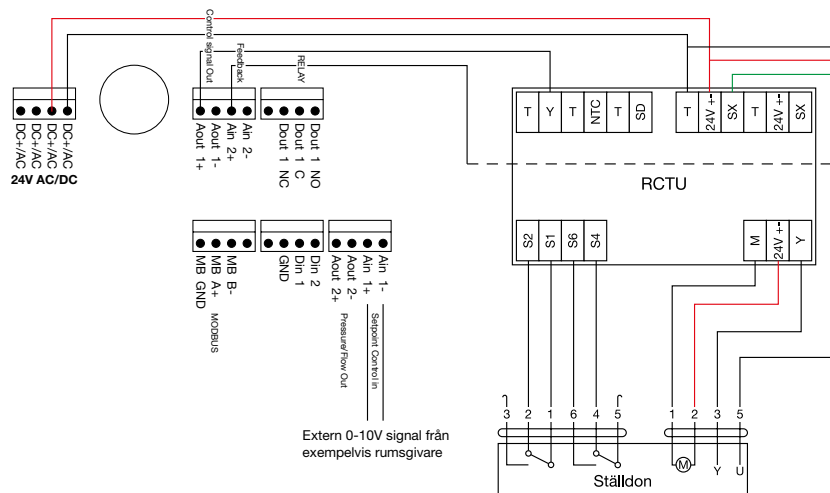 Control signal Out
Feedback
RELAY
DC+/AC
DC+/AC
DC+/AC
DC+/AC
24V AC/DC
Aout 1+
Aout 1-
Ain 2+
Ain 2-
Dout 1 NC
Dout 1 C
Dout 1 NO
T
Y
T
NTC
T
SD
T
24V +-
SX
T
24V +-
SX
RCTU
S2
S1
S6
S4
M
24V +-
Y
MB GND
MB A+
MB B-
MODBUS
GND
Din 1
Din 2
Aout 2+
Aout 2-
Ain 1+
Ain 1-
Pressure/Flow Out
Setpoint Control in
Extern 0-10V signal från
exempelvis rumsgivare
3
2
1
6
4
5
1
2
3
5
M
Y
U
Ställdon